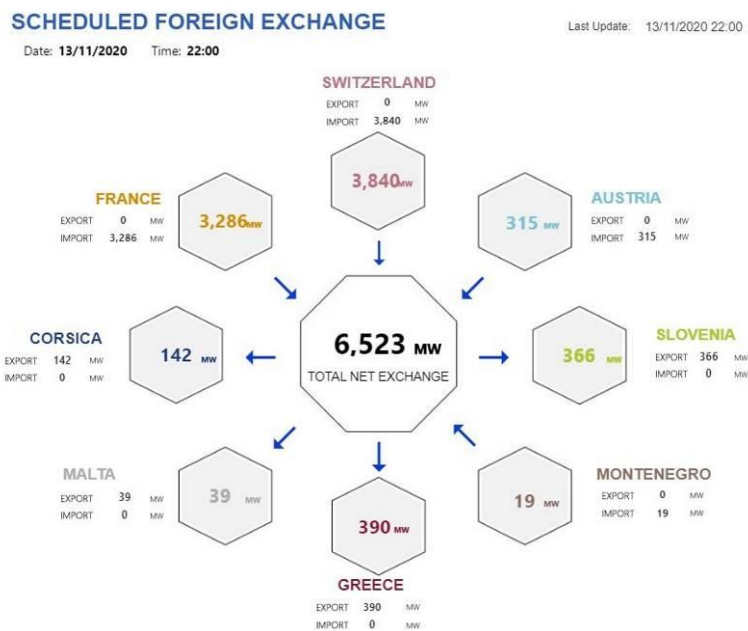 SCHEDULED FOREIGN EXCHANGE
Last Update: 13/11/2020 22:00
Date: 13/11/2020 Time: 22:00
SWITZERLAND
EXPORT 0 MW
IMPORT 3,840 MW
3,840 MW
FRANCE
EXPORT 0 MW
IMPORT 3,286 MW
3,286 MW
AUSTRIA
EXPORT 0 MW
IMPORT 315 MW
315 MW
CORSICA
EXPORT 142 MW
IMPORT 0 MW
142 MW
6,523 MW
TOTAL NET EXCHANGE
SLOVENIA
EXPORT 366 MW
IMPORT 0 MW
366 MW
MALTA
EXPORT 39 MW
IMPORT 0 MW
39 MW
MONTENEGRO
EXPORT 0 MW
IMPORT 19 MW
19 MW
390 MW
GREECE
EXPORT 390 MW
IMPORT 0 MW